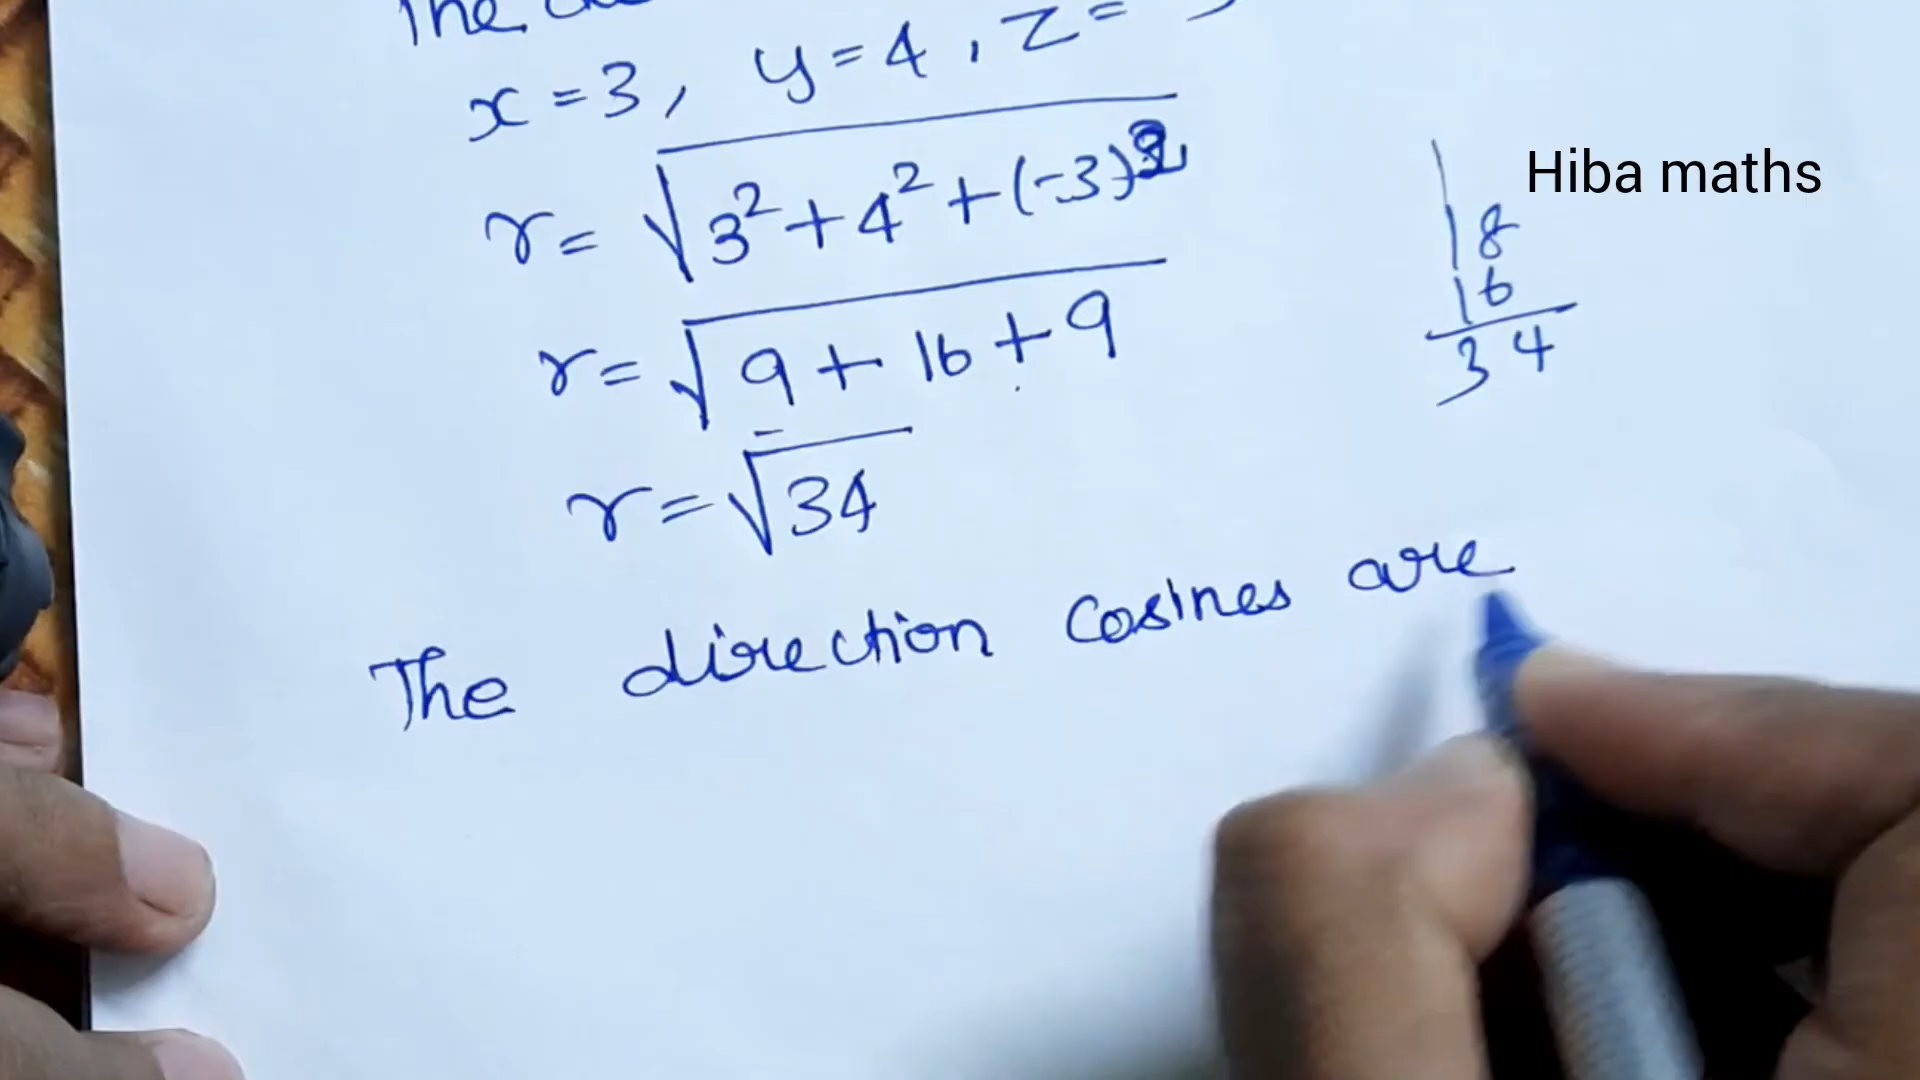 The
x = 3, y = 4, z =
r = √3² + 4² + (-3)²
r = √9 + 16 + 9
r = √34
The direction cosines are
Hiba maths
18
16
34